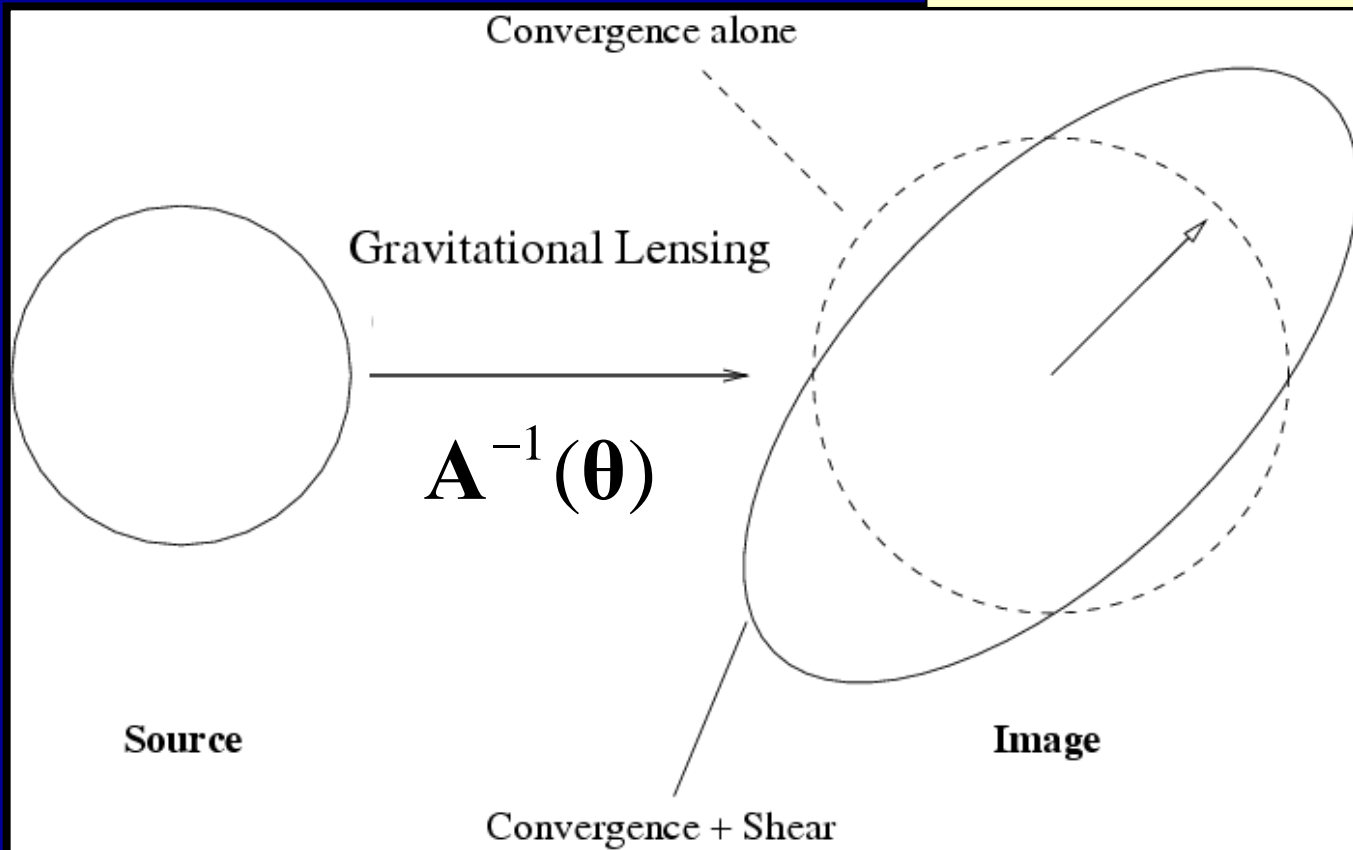 Convergence alone
Gravitational Lensing
A⁻¹(θ)
Source
Image
Convergence + Shear